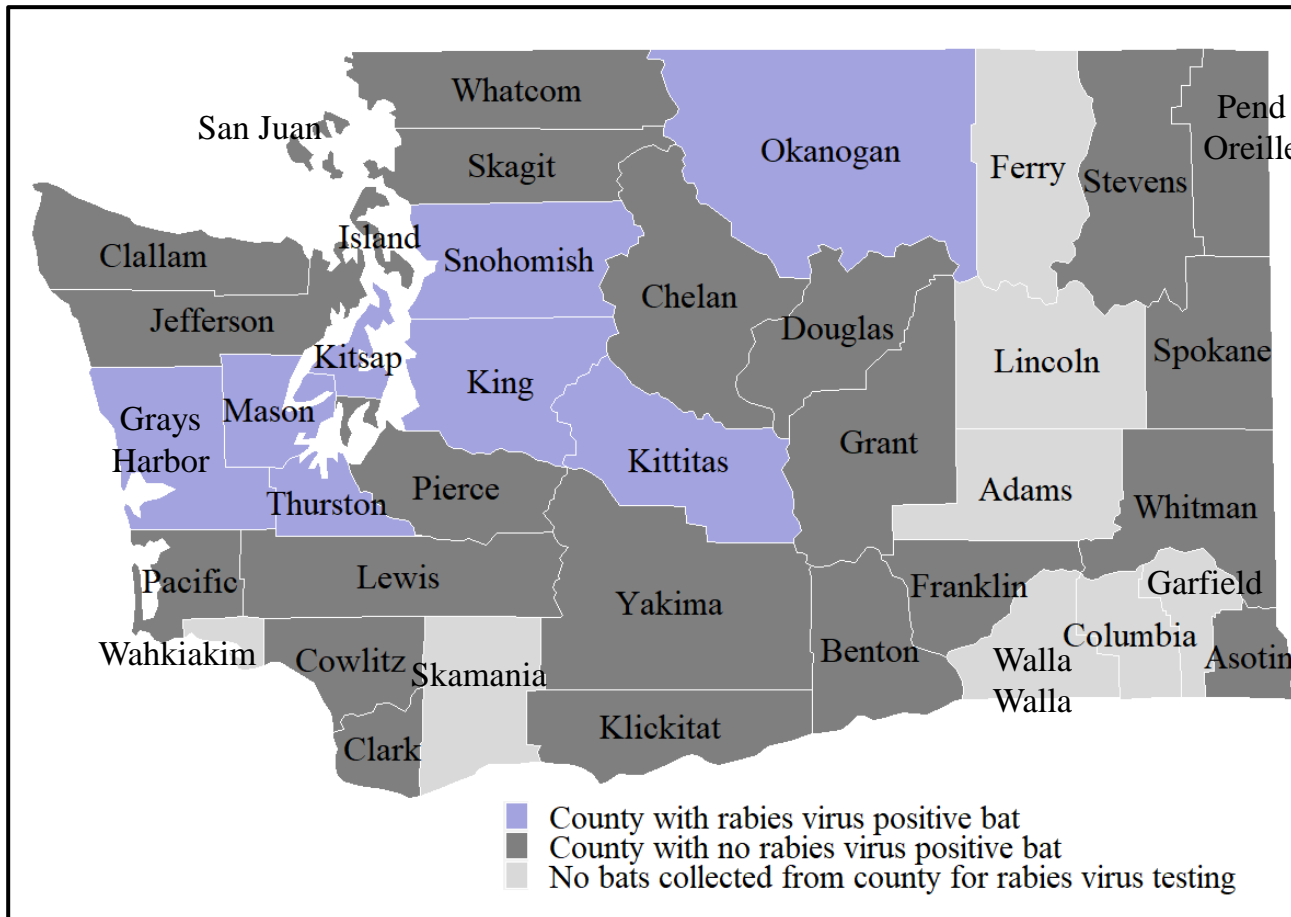 Whatcom
Pend
Oreille
San Juan
Okanogan
Skagit
Ferry
Stevens
Island
Clallam
Snohomish
Chelan
Jefferson
Douglas
Kitsap
Spokane
Lincoln
King
Mason
Grays
Harbor
Grant
Kittitas
Pierce
Adams
Thurston
Whitman
Pacific
Lewis
Garfield
Franklin
Yakima
Columbia
Wahkiakim
Cowlitz
Skamania
Benton
Walla
Walla
Asotin
Klickitat
Clark
County with rabies virus positive bat
County with no rabies virus positive bat
No bats collected from county for rabies virus testing